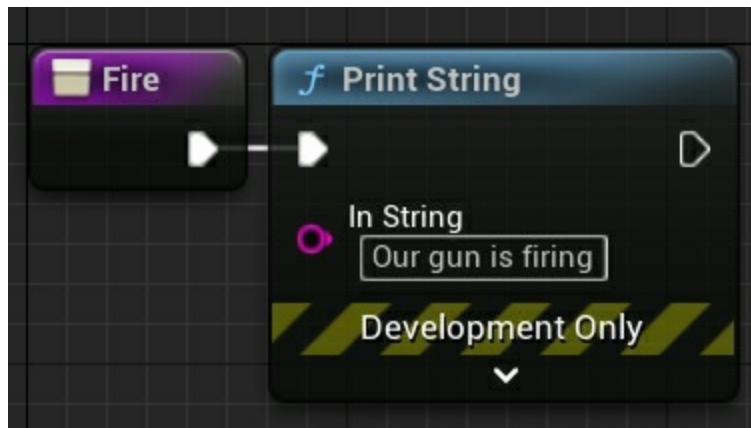 Fire
f Print String
In String
Our gun is firing
Development Only